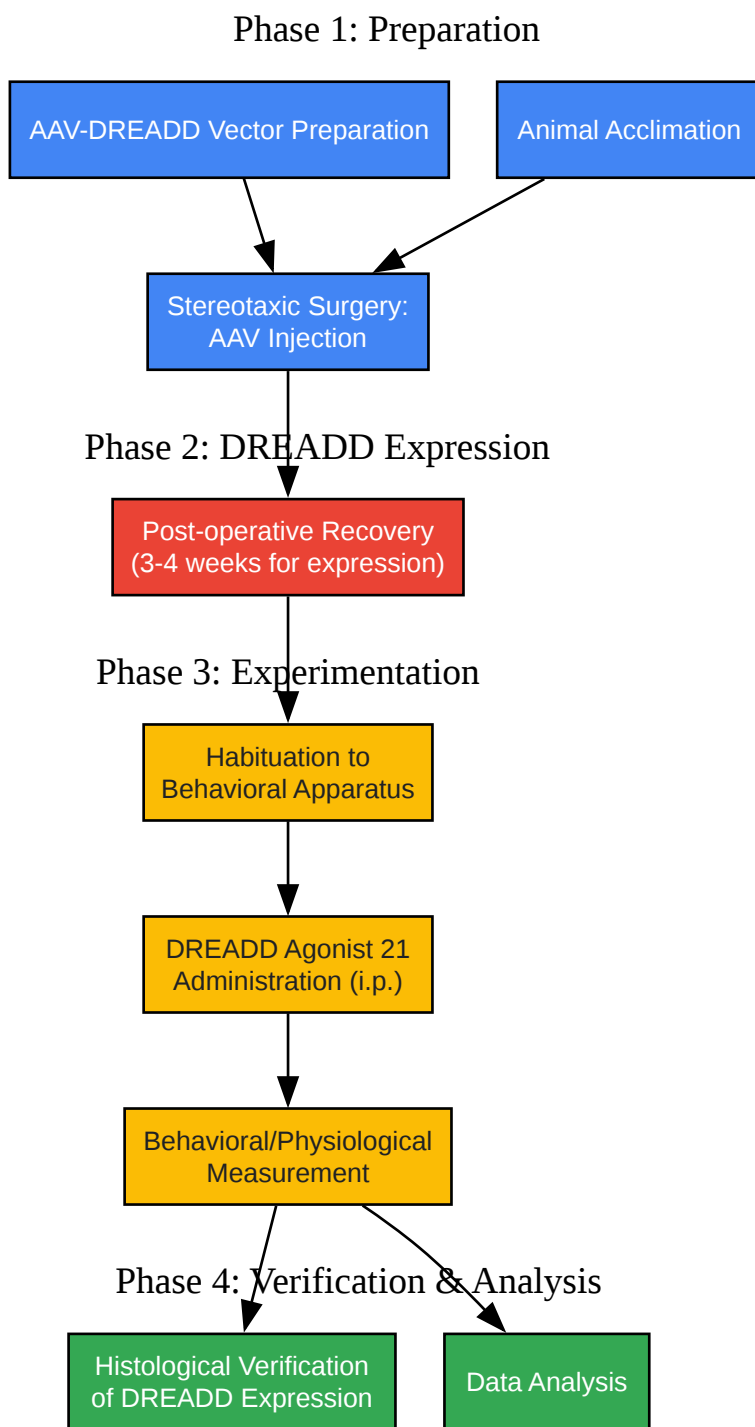 Phase 1: Preparation
AAV-DREADD Vector Preparation
Animal Acclimation
Stereotaxic Surgery:
AAV Injection
Phase 2: DREADD Expression
Post-operative Recovery
(3-4 weeks for expression)
Phase 3: Experimentation
Habituation to
Behavioral Apparatus
DREADD Agonist 21
Administration (i.p.)
Behavioral/Physiological
Measurement
Phase 4: Verification & Analysis
Histological Verification
of DREADD Expression
Data Analysis